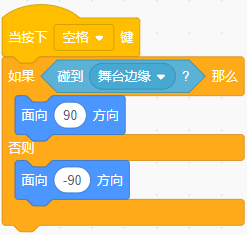 当按下 空格 键
如果 碰到 舞台边缘 ? 那么
面向 90 方向
否则
面向 -90 方向